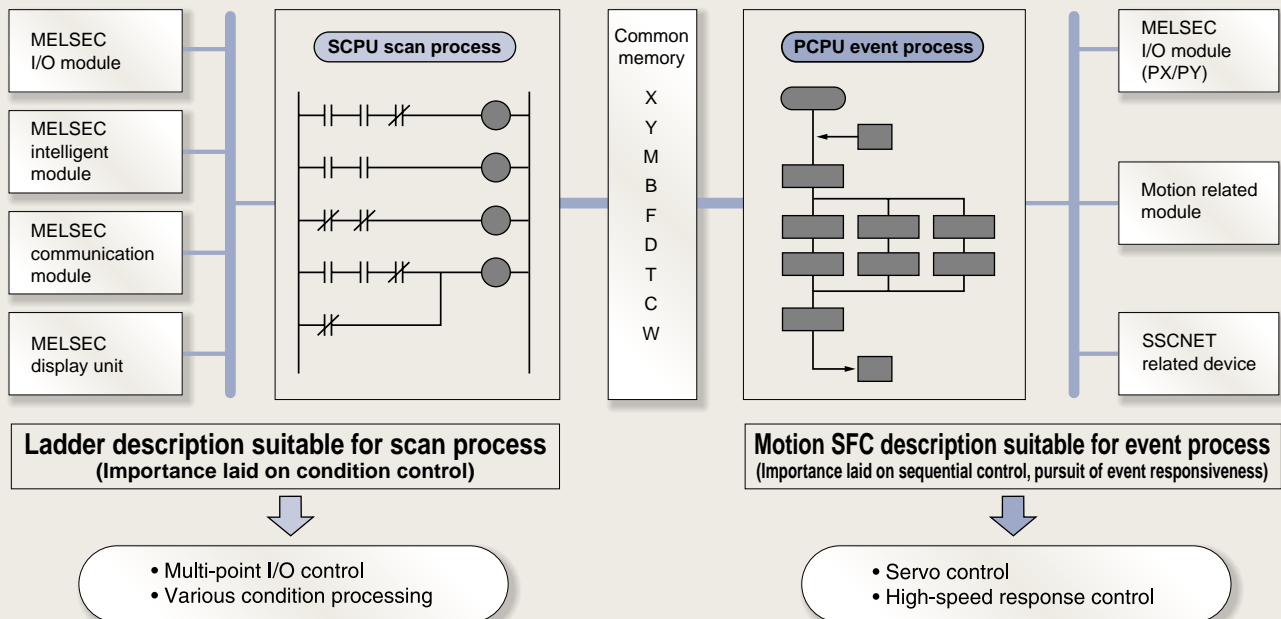 MELSEC
I/O module
MELSEC
intelligent
module
MELSEC
communication
module
MELSEC
display unit
SCPU scan process
Common
memory
X
Y
M
B
F
D
T
C
W
PCPU event process
MELSEC
I/O module
(PX/PY)
Motion related
module
SSCNET
related device
Ladder description suitable for scan process
(Importance laid on condition control)
• Multi-point I/O control
• Various condition processing
Motion SFC description suitable for event process
(Importance laid on sequential control, pursuit of event responsiveness)
• Servo control
• High-speed response control